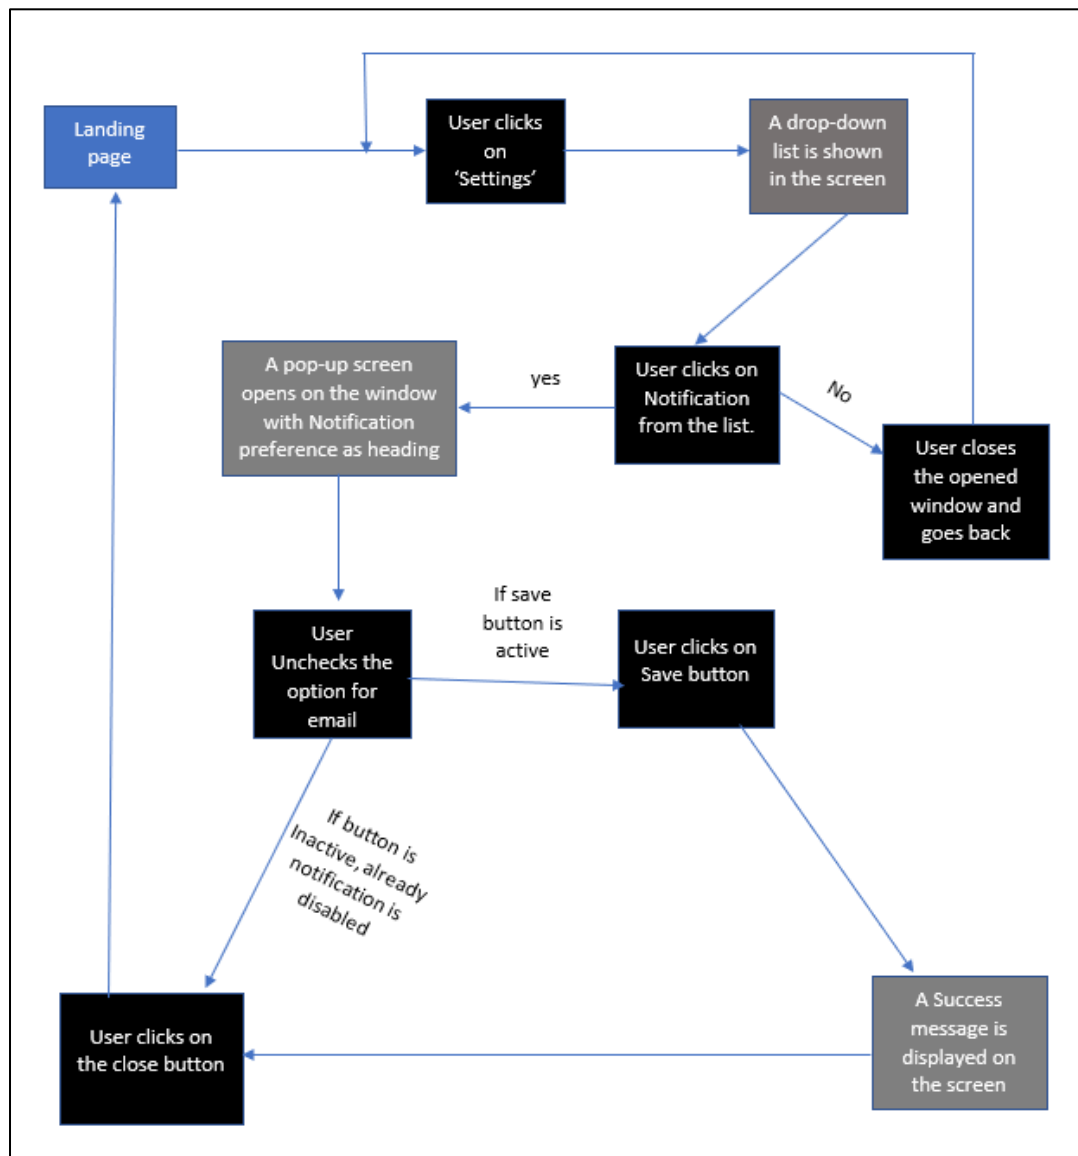 Landing
page
User clicks
on
‘Settings’
A drop-down
list is shown
in the screen
A pop-up screen
opens on the window
with Notification
preference as heading
yes
User clicks on
Notification
from the list.
No
User closes
the opened
window and
goes back
User
Unchecks the
option for
email
If save
button is
active
User clicks on
Save button
If button is
Inactive, already
notification is
disabled
User clicks on
the close button
A Success
message is
displayed on
the screen